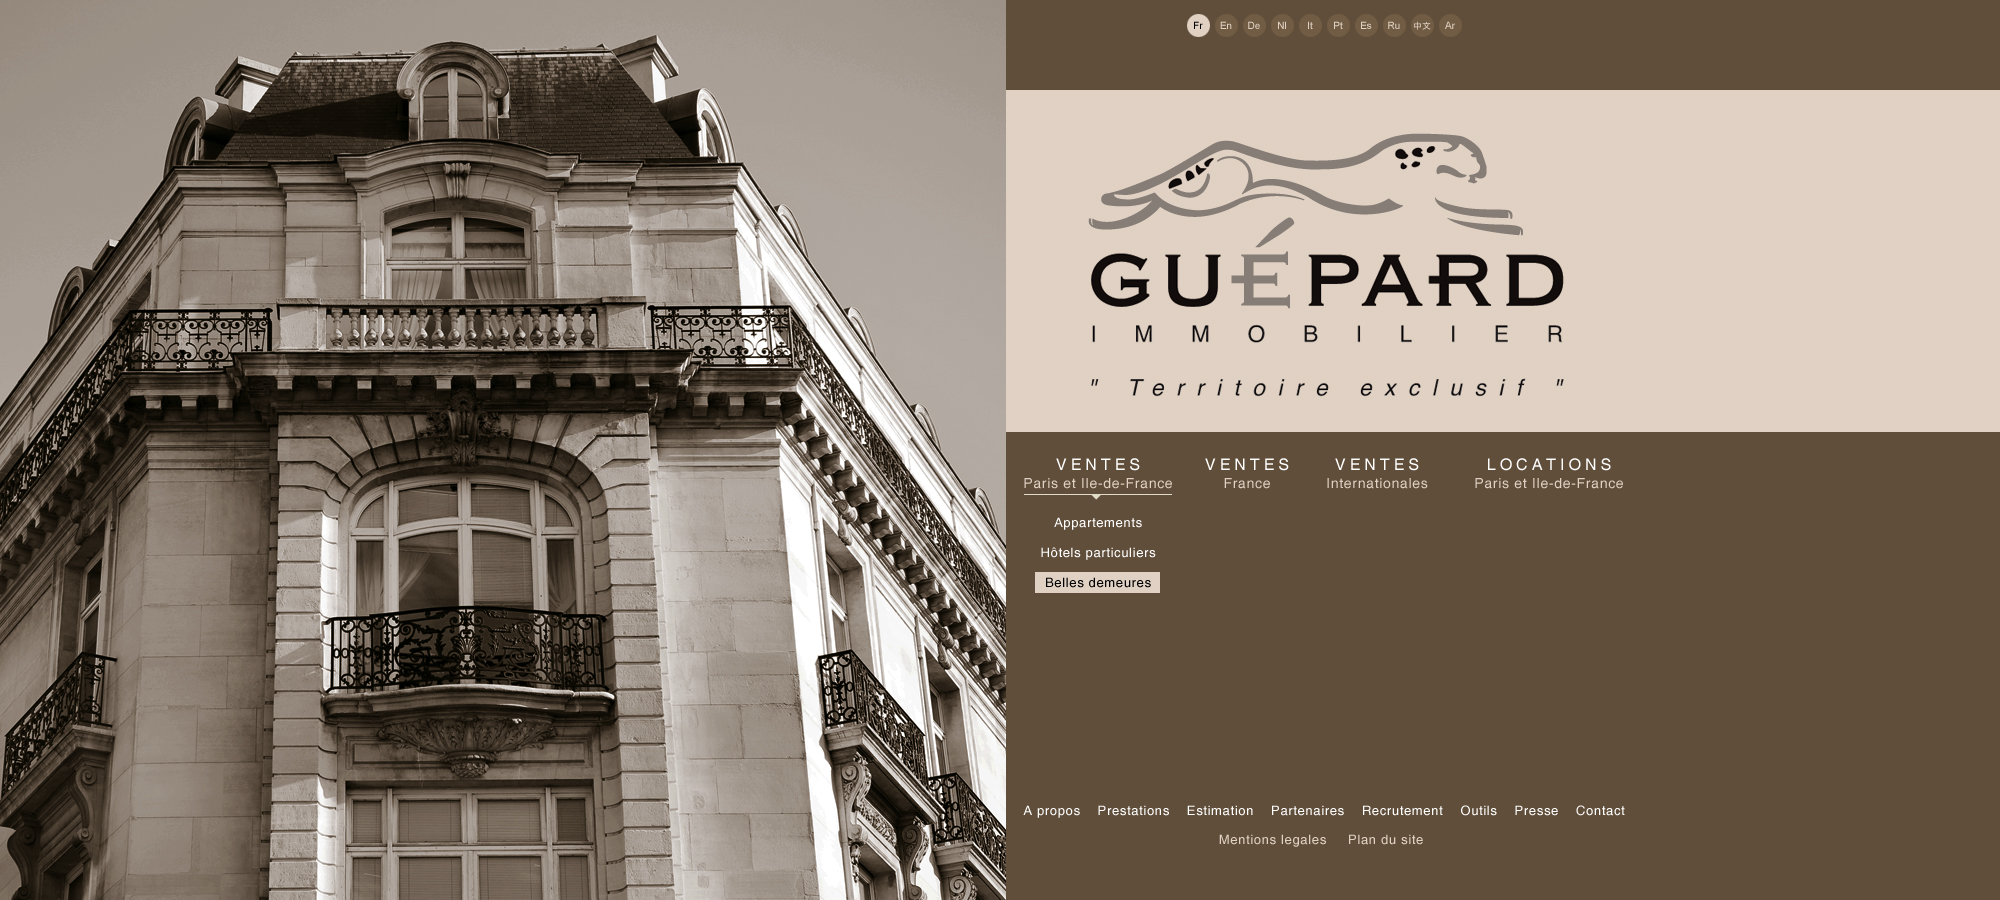 Fr En De Nl It Pt Es Ru 中文 Ar
GUÉPARD
IMMOBILIER
" Territoire exclusif "
VENTES
Paris et Ile-de-France
VENTES
France
VENTES
Internationales
LOCATIONS
Paris et Ile-de-France
Appartements
Hôtels particuliers
Belles demeures
A propos Prestations Estimation Partenaires Recrutement Outils Presse Contact
Mentions legales Plan du site